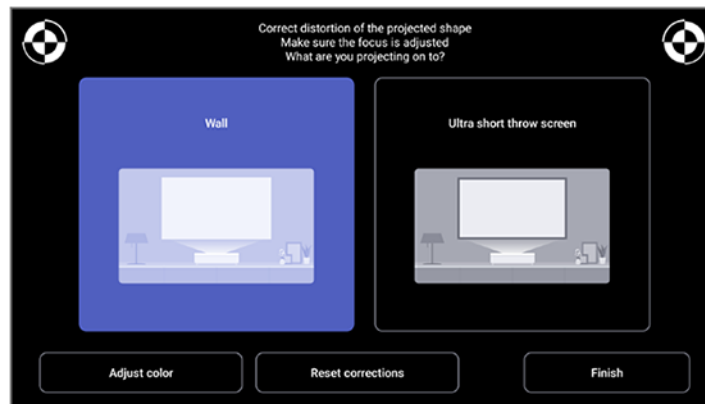 Correct distortion of the projected shape
Make sure the focus is adjusted
What are you projecting on to?
Wall
Ultra short throw screen
Adjust color
Reset corrections
Finish